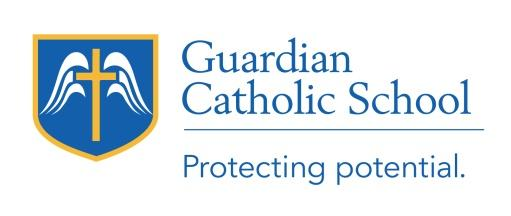 Guardian
Catholic School
Protecting potential.